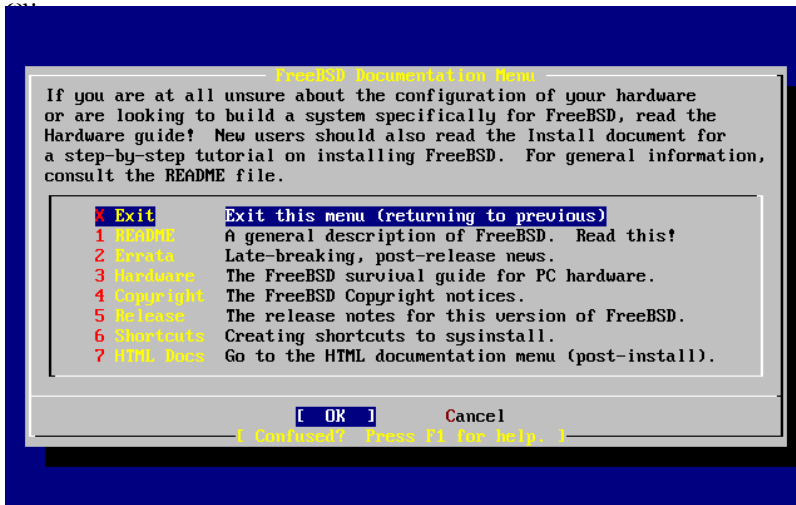 FreeBSD Documentation Menu
If you are at all unsure about the configuration of your hardware
or are looking to build a system specifically for FreeBSD, read the
Hardware guide! New users should also read the Install document for
a step-by-step tutorial on installing FreeBSD. For general information,
consult the README file.
X Exit Exit this menu (returning to previous)
1 README A general description of FreeBSD. Read this!
2 Errata Late-breaking, post-release news.
3 Hardware The FreeBSD survival guide for PC hardware.
4 Copyright The FreeBSD Copyright notices.
5 Release The release notes for this version of FreeBSD.
6 Shortcuts Creating shortcuts to sysinstall.
7 HTML Docs Go to the HTML documentation menu (post-install).
[ OK ] Cancel
[ Confused? Press F1 for help. ]